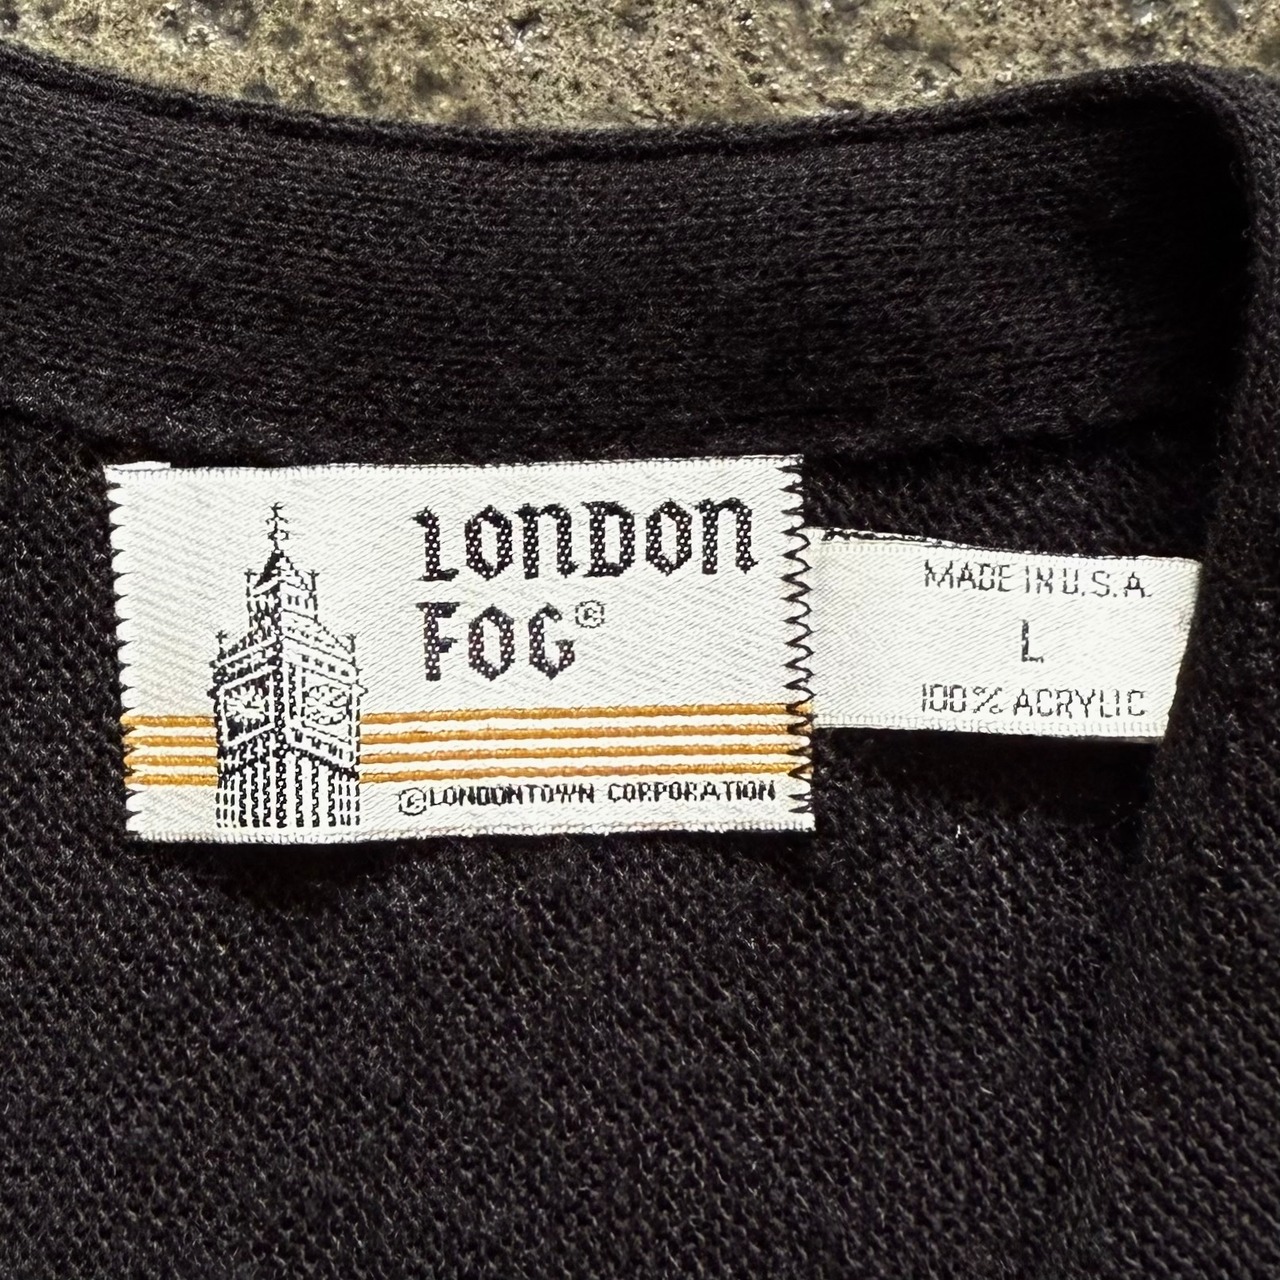 LONDON
FOG®
©LONDONTOWN CORPORATION
MADE IN U.S.A.
L
100% ACRYLIC